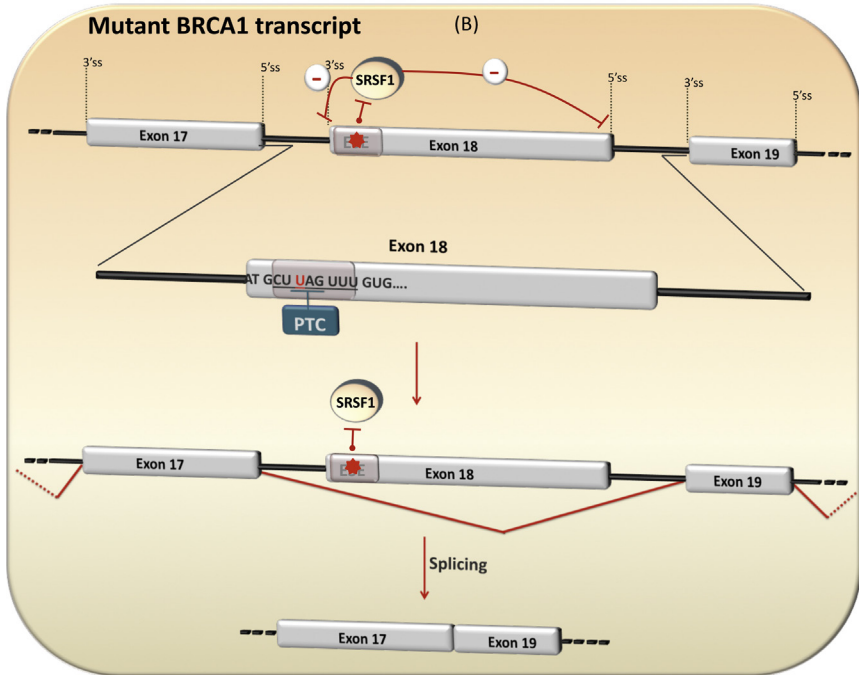 Mutant BRCA1 transcript (B)
3'ss 5'ss 3'ss 5'ss 3'ss 5'ss
- SRSF1 -
Exon 17 ESE Exon 18 Exon 19
Exon 18
AT GCU UAG UUU GUG....
PTC
SRSF1
Exon 17 ESE Exon 18 Exon 19
Splicing
Exon 17 Exon 19